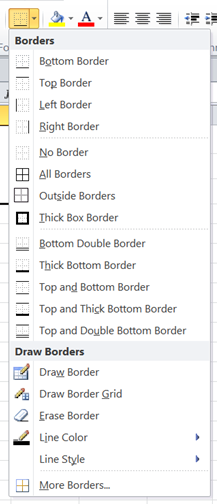 A
Borders
Bottom Border
Top Border
Left Border
Right Border
No Border
All Borders
Outside Borders
Thick Box Border
Bottom Double Border
Thick Bottom Border
Top and Bottom Border
Top and Thick Bottom Border
Top and Double Bottom Border
Draw Borders
Draw Border
Draw Border Grid
Erase Border
Line Color
Line Style
More Borders...